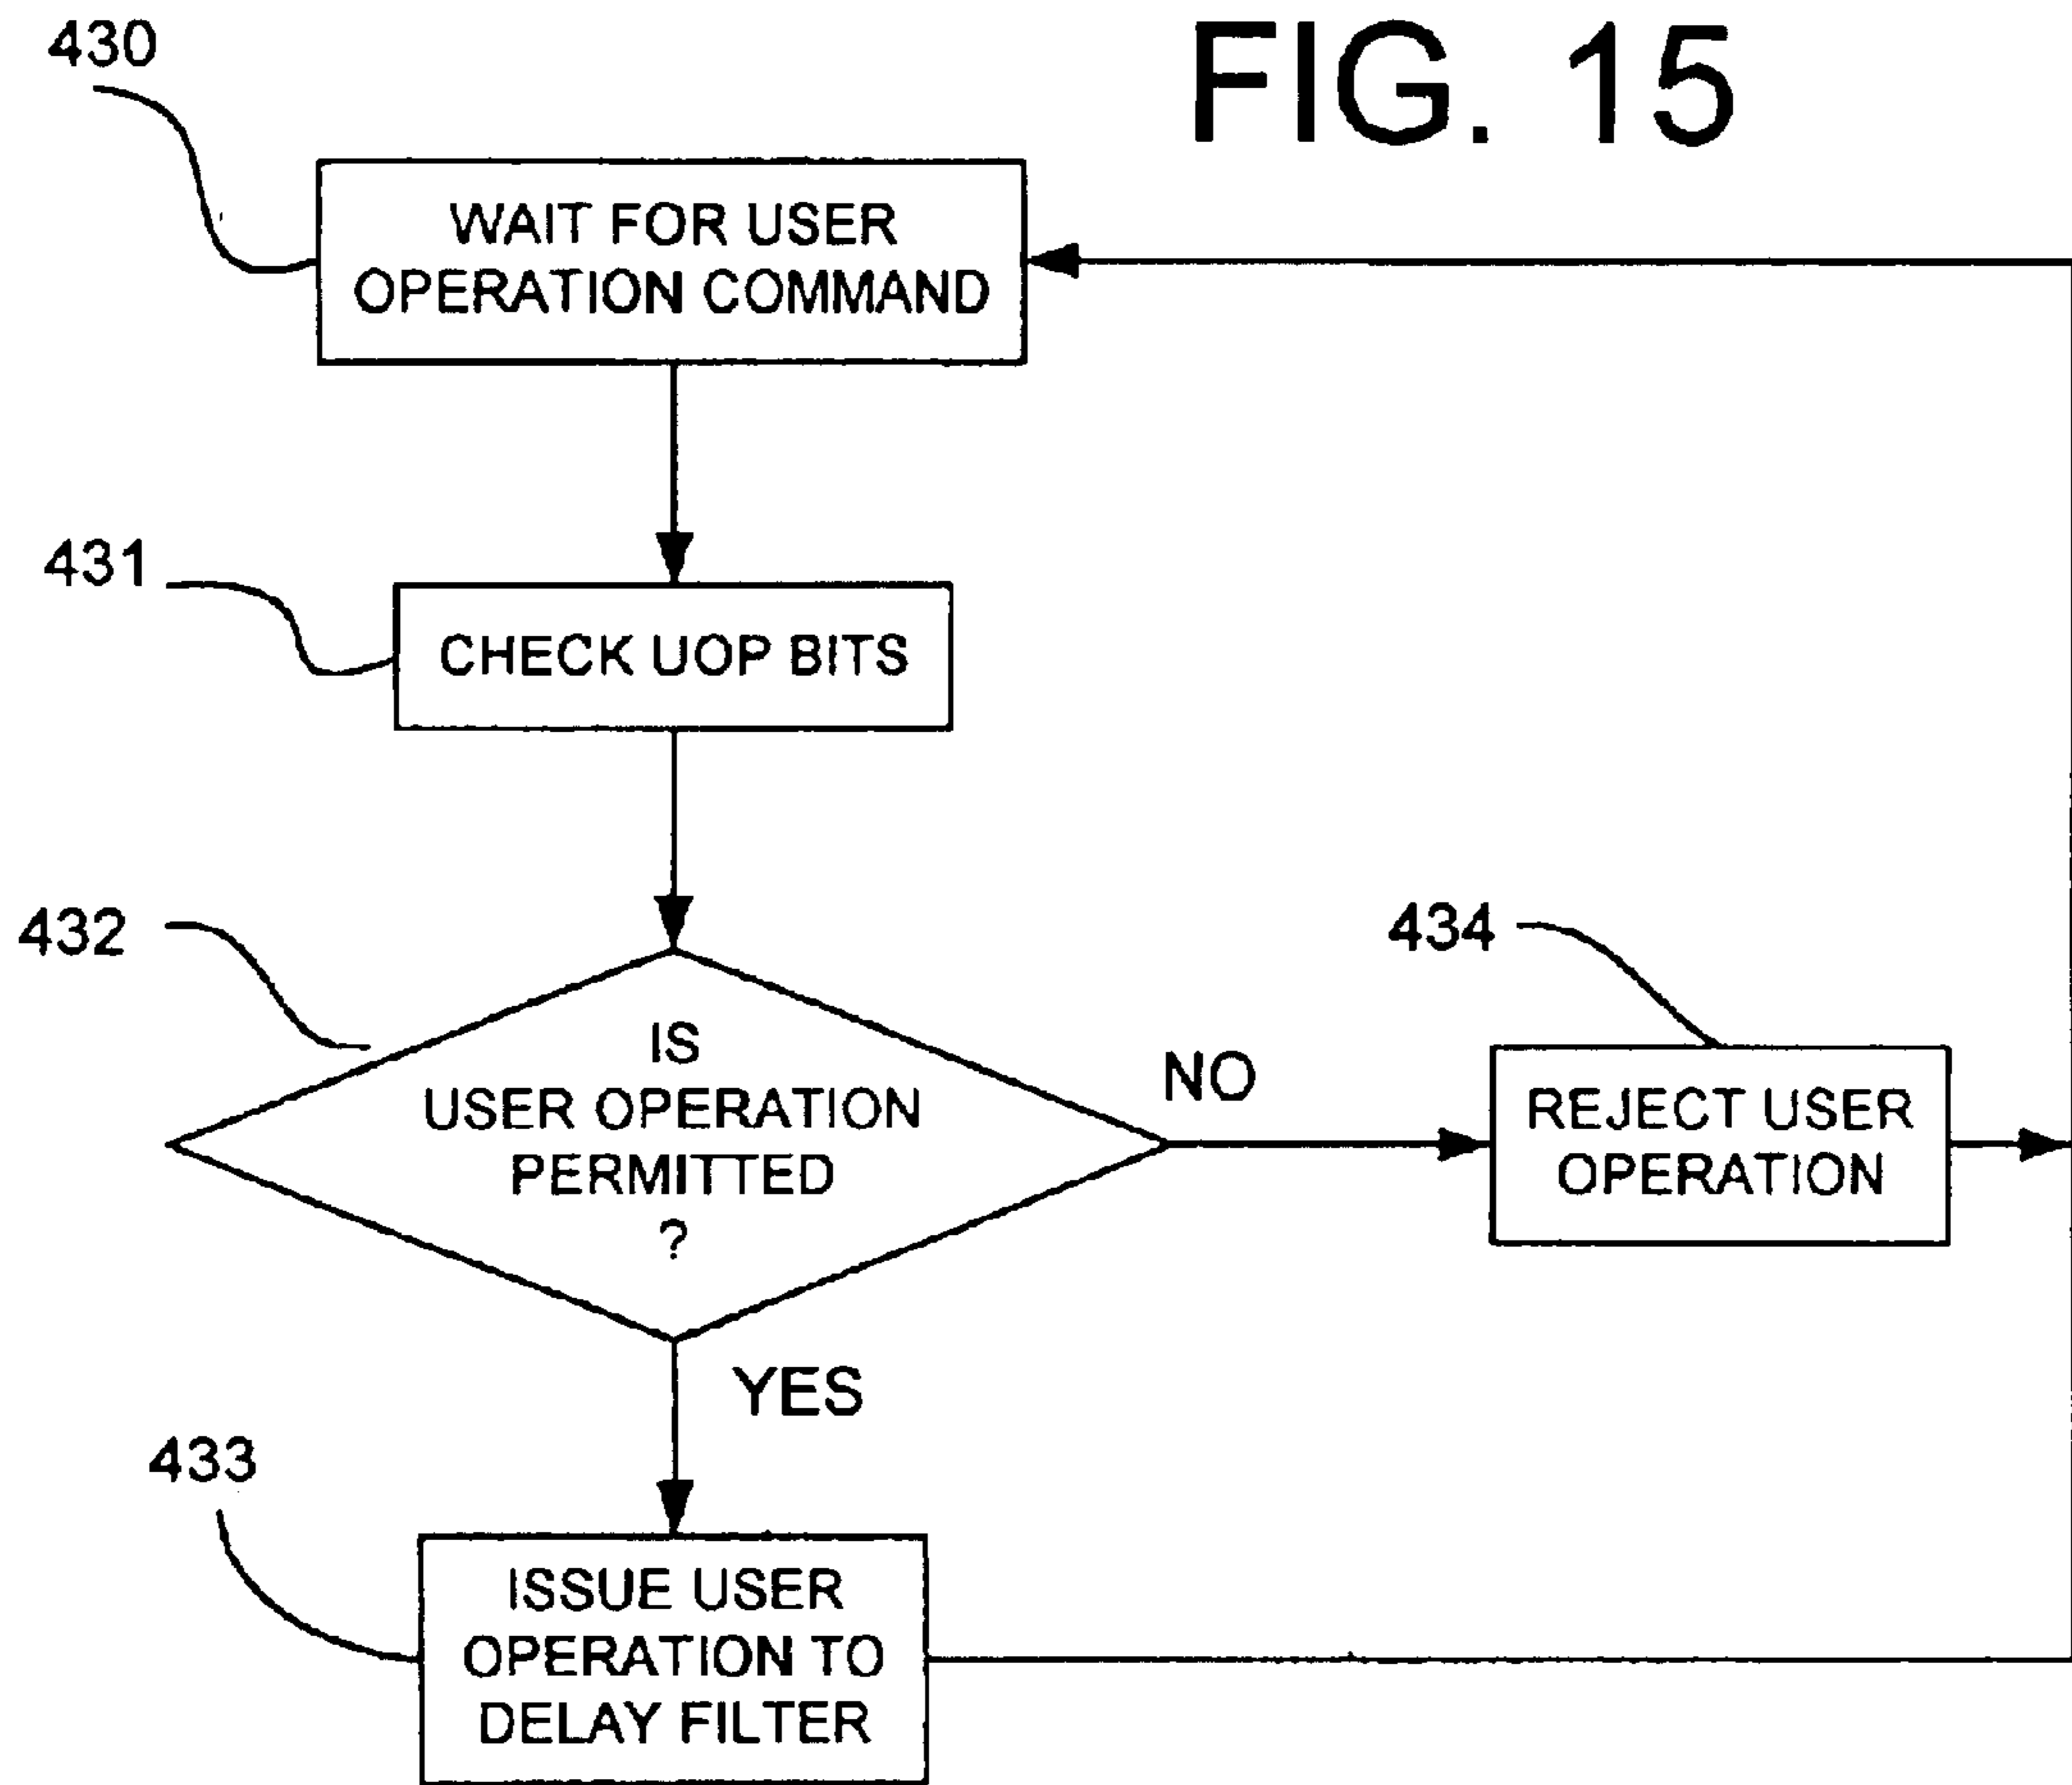 FIG. 15
430
WAIT FOR USER
OPERATION COMMAND
431
CHECK UOP BITS
432
IS
USER OPERATION
PERMITTED
?
NO
434
REJECT USER
OPERATION
YES
433
ISSUE USER
OPERATION TO
DELAY FILTER